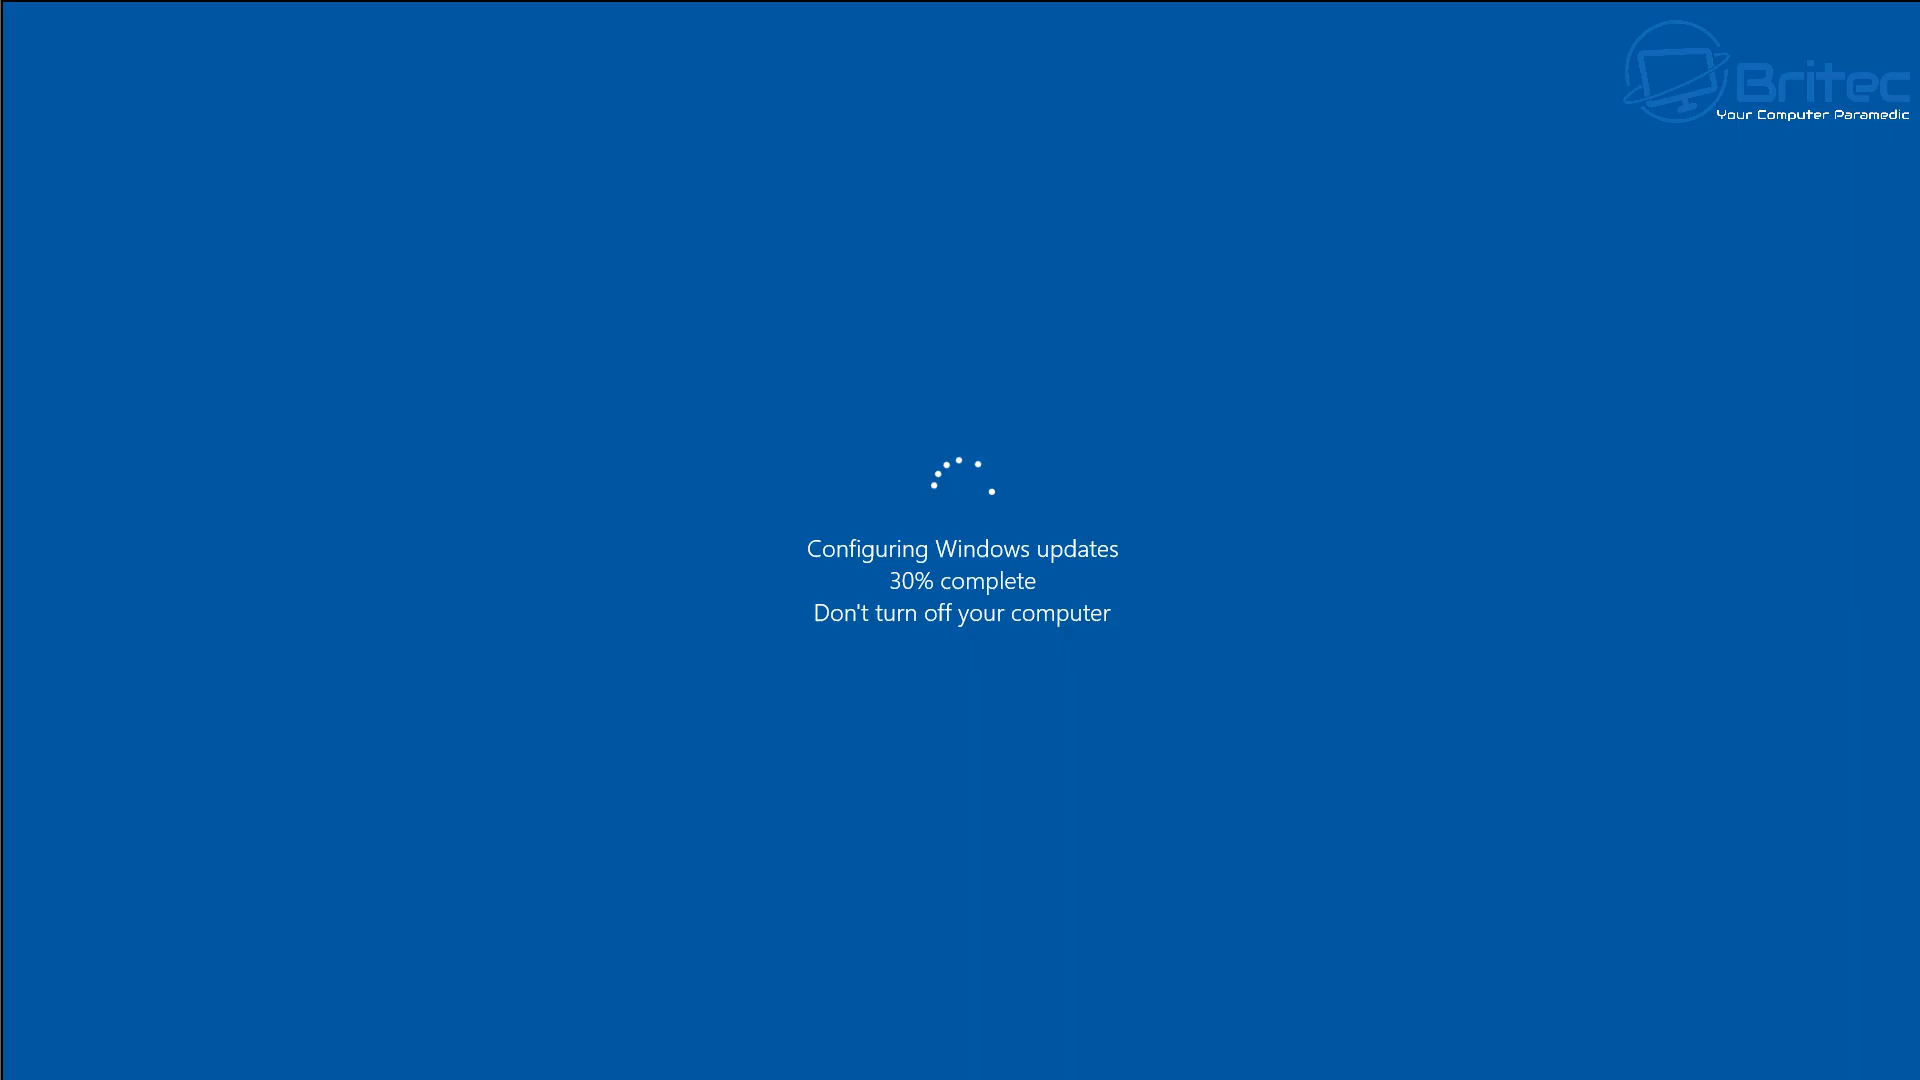 Britec
Your Computer Paramedic
Configuring Windows updates
30% complete
Don't turn off your computer